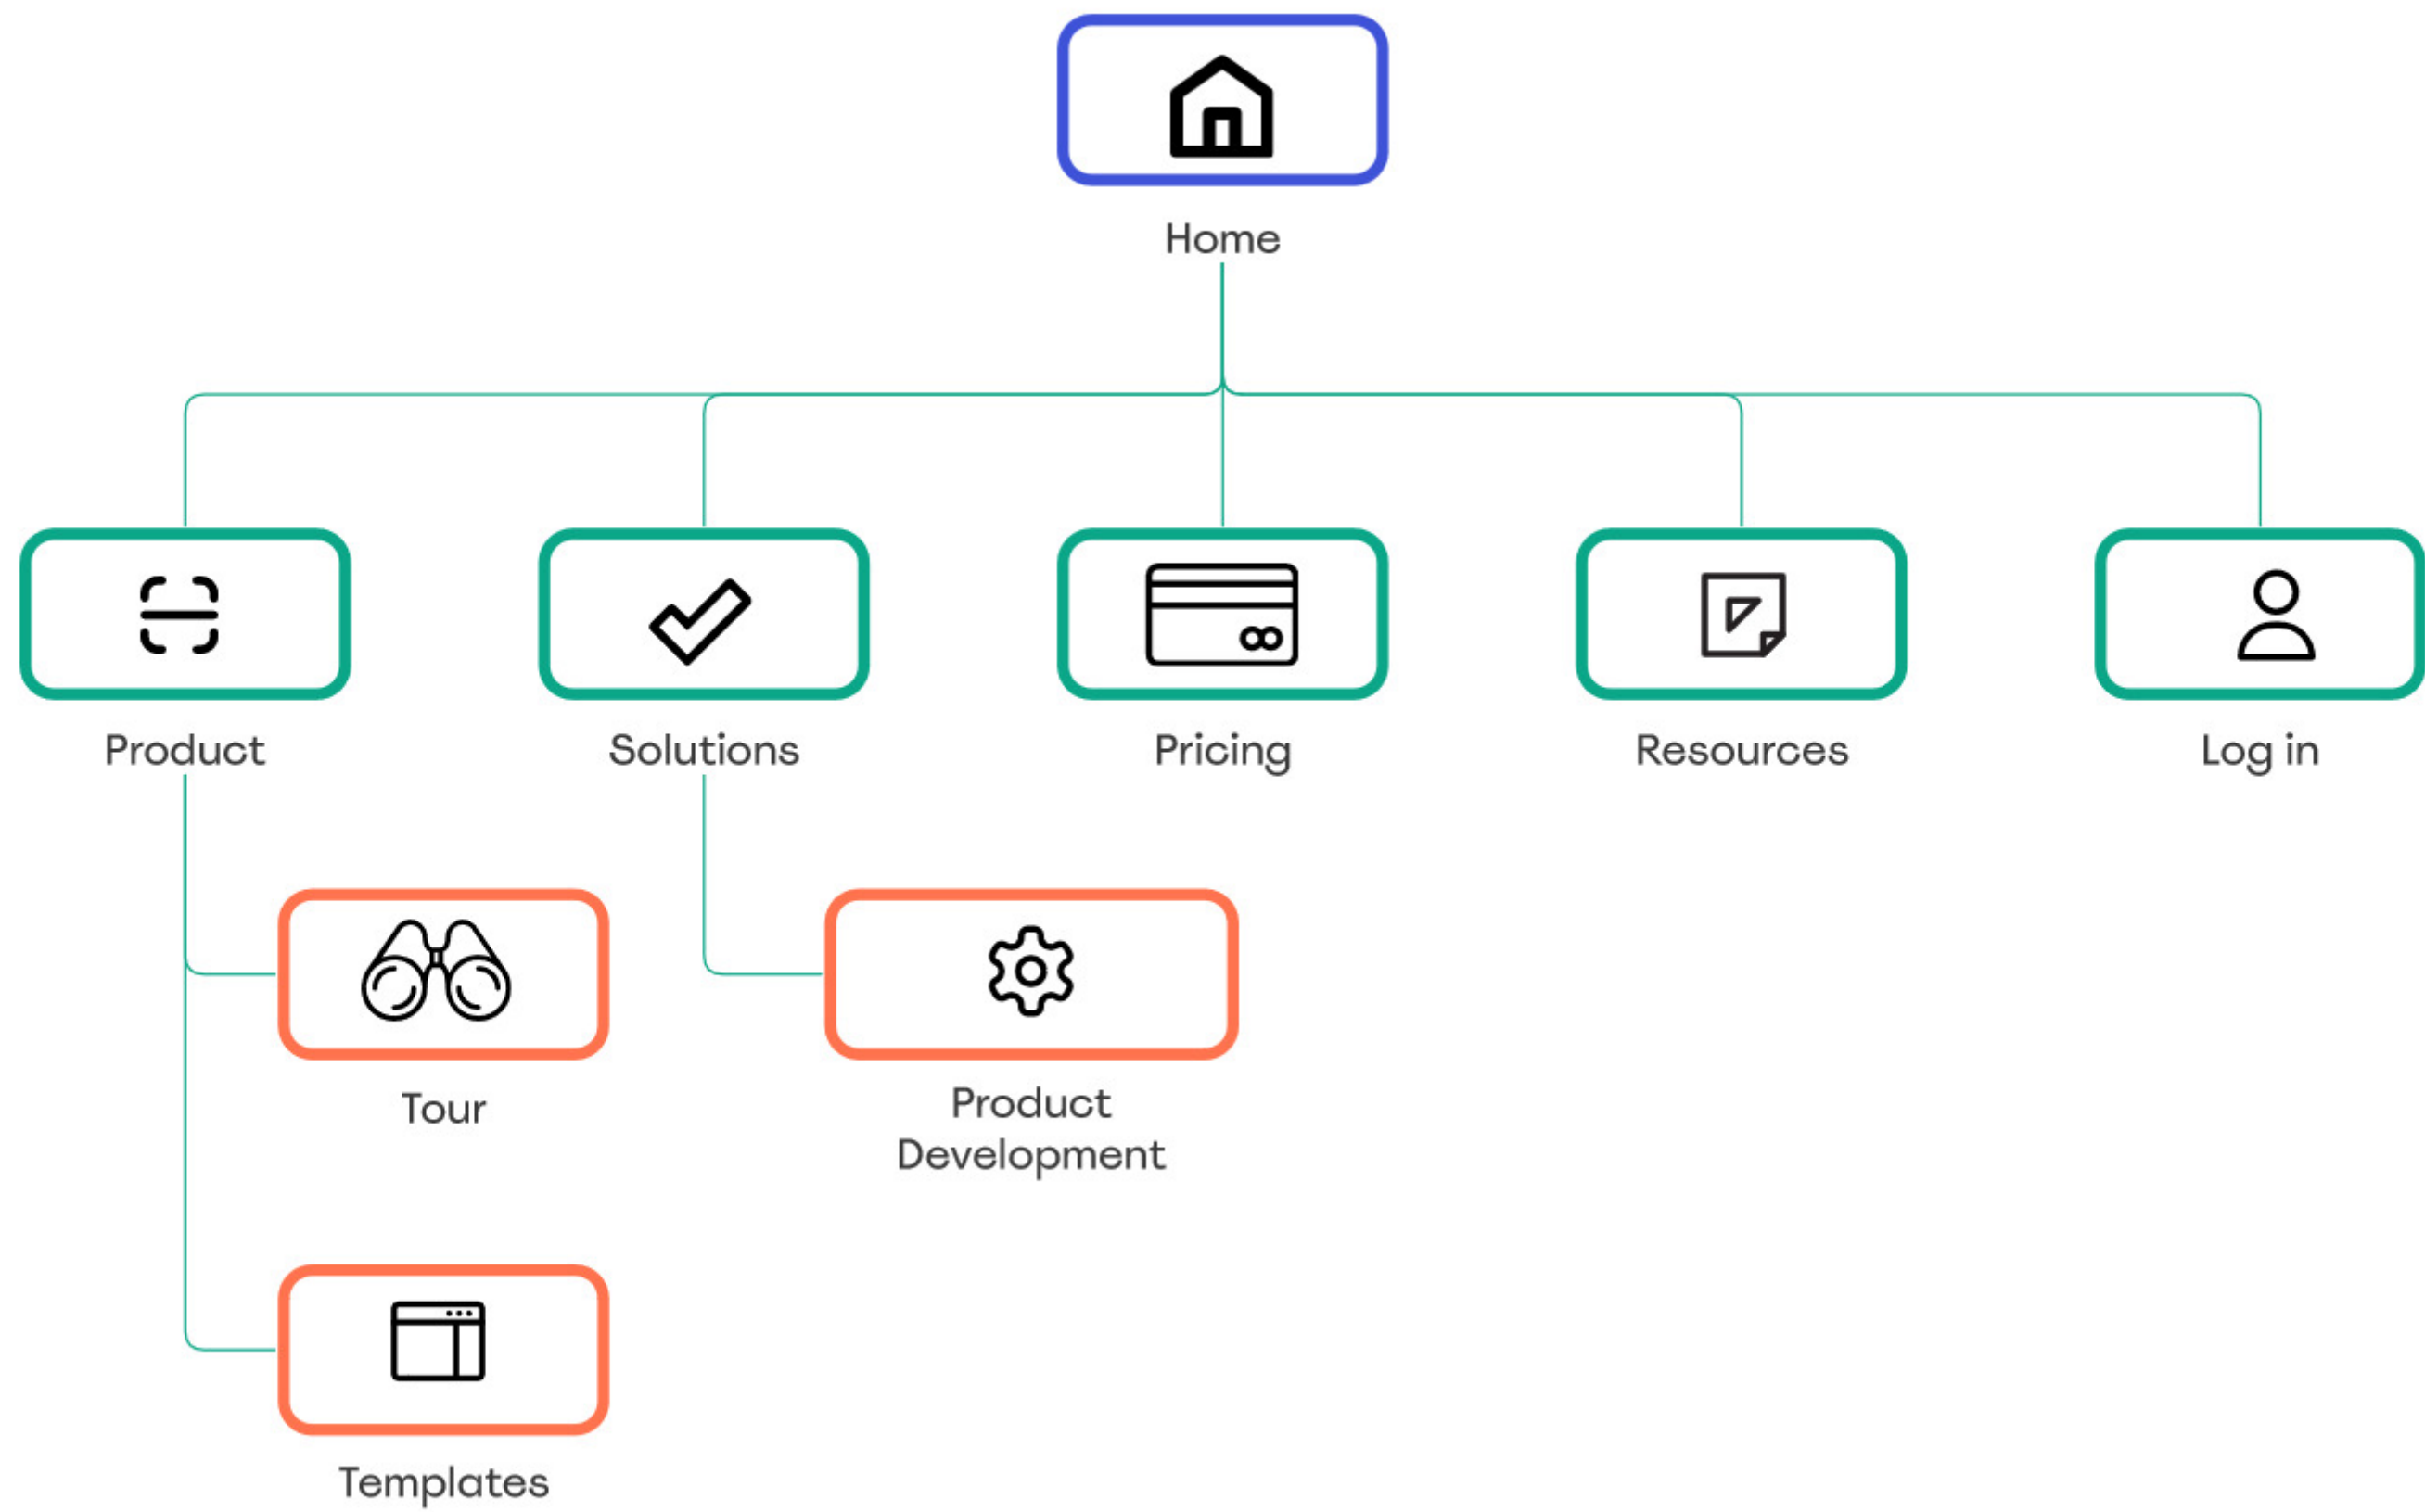 Home
Product
Solutions
Pricing
Resources
Log in
Tour
Product
Development
Templates